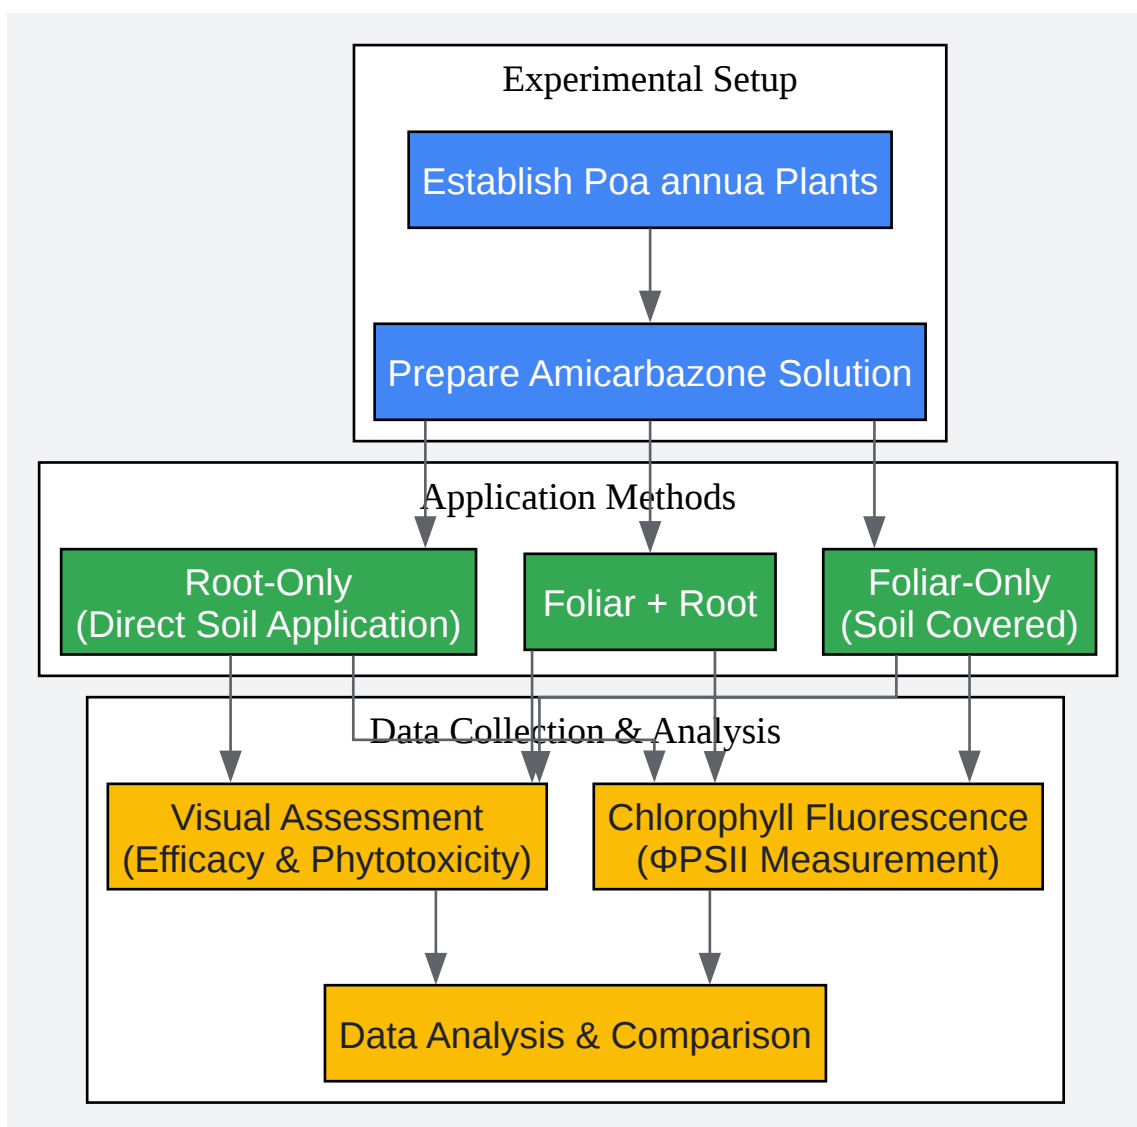 Experimental Setup
Establish Poa annua Plants
Prepare Amicarbazone Solution
Application Methods
Root-Only
(Direct Soil Application)
Foliar + Root
Foliar-Only
(Soil Covered)
Data Collection & Analysis
Visual Assessment
(Efficacy & Phytotoxicity)
Chlorophyll Fluorescence
(ΦPSII Measurement)
Data Analysis & Comparison